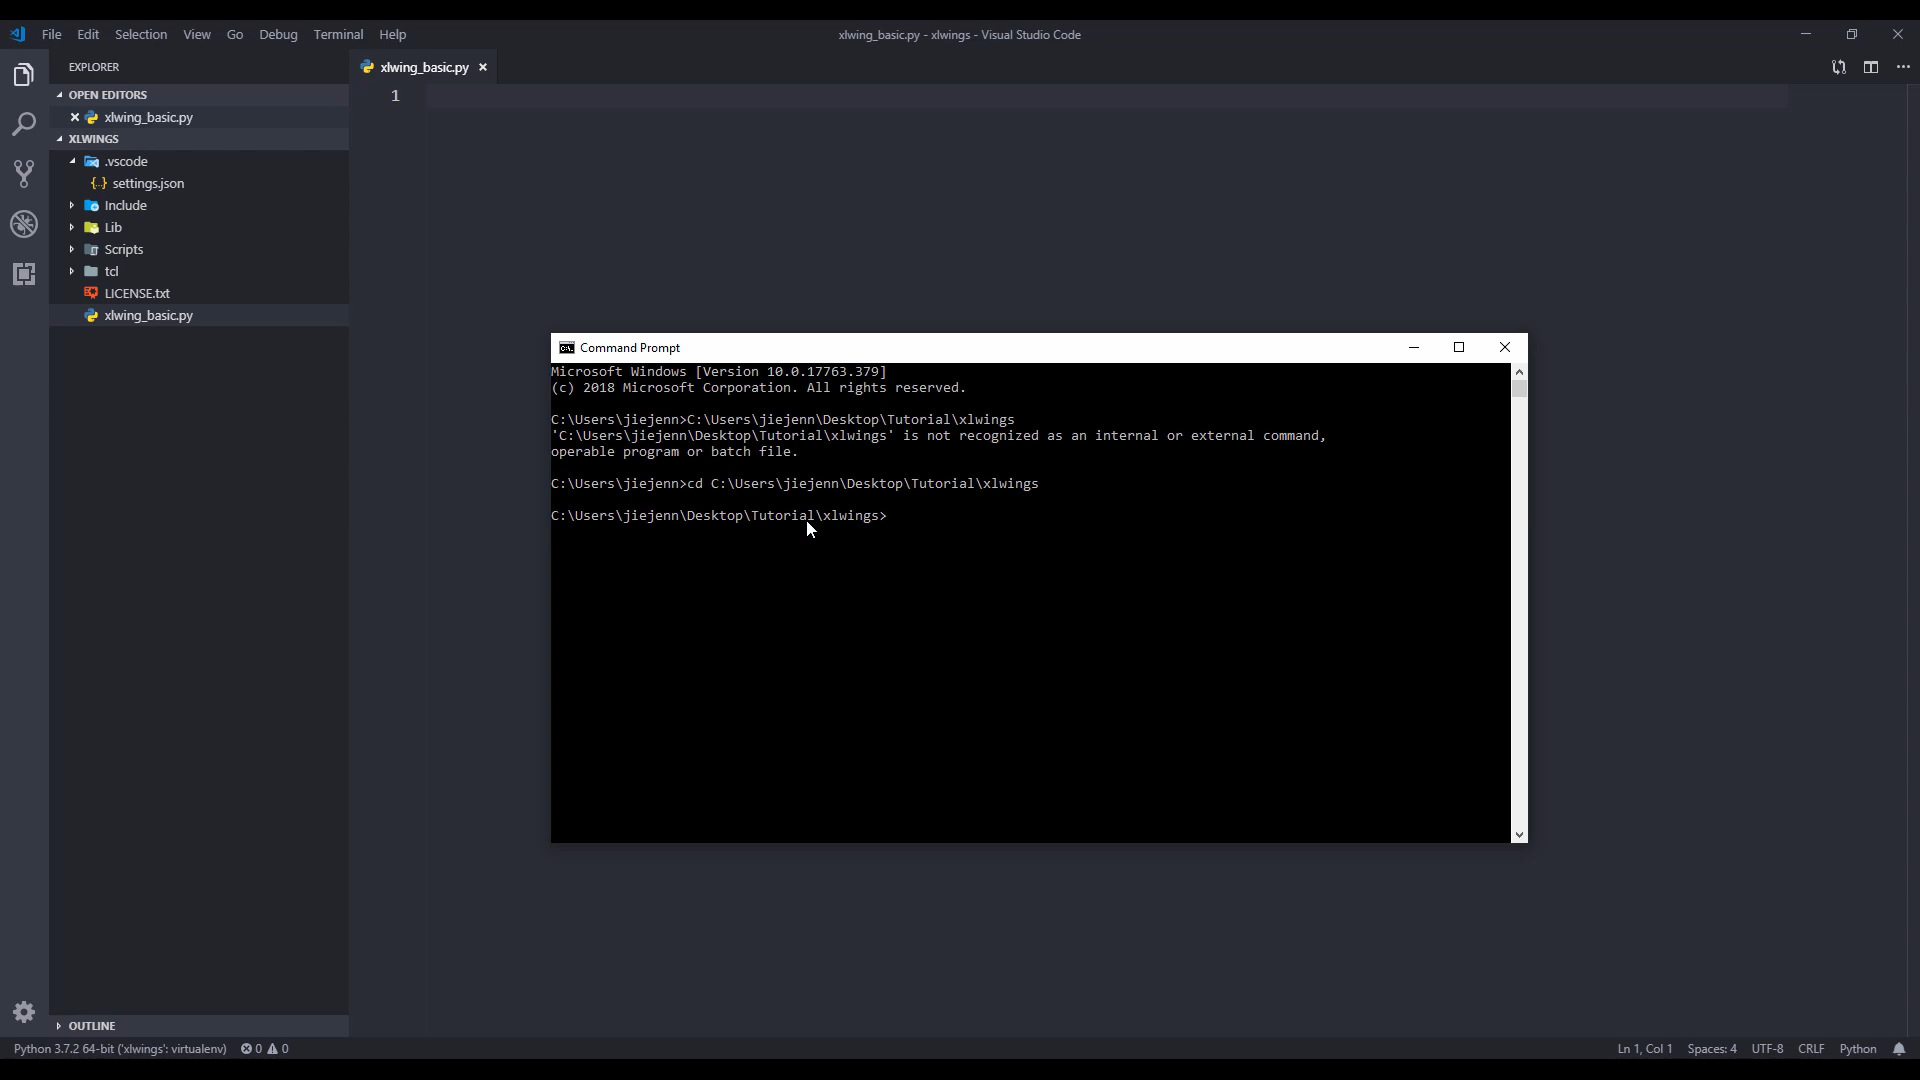 File Edit Selection View Go Debug Terminal Help
xlwing_basic.py - xlwings - Visual Studio Code
EXPLORER
OPEN EDITORS
xlwing_basic.py
XLWINGS
.vscode
settings.json
Include
Lib
Scripts
tcl
LICENSE.txt
xlwing_basic.py
OUTLINE
xlwing_basic.py
1
Command Prompt
Microsoft Windows [Version 10.0.17763.379]
(c) 2018 Microsoft Corporation. All rights reserved.
C:\Users\jiejenn>C:\Users\jiejenn\Desktop\Tutorial\xlwings
'C:\Users\jiejenn\Desktop\Tutorial\xlwings' is not recognized as an internal or external command,
operable program or batch file.
C:\Users\jiejenn>cd C:\Users\jiejenn\Desktop\Tutorial\xlwings
C:\Users\jiejenn\Desktop\Tutorial\xlwings>
Python 3.7.2 64-bit ('xlwings': virtualenv) 0 0
Ln 1, Col 1 Spaces: 4 UTF-8 CRLF Python